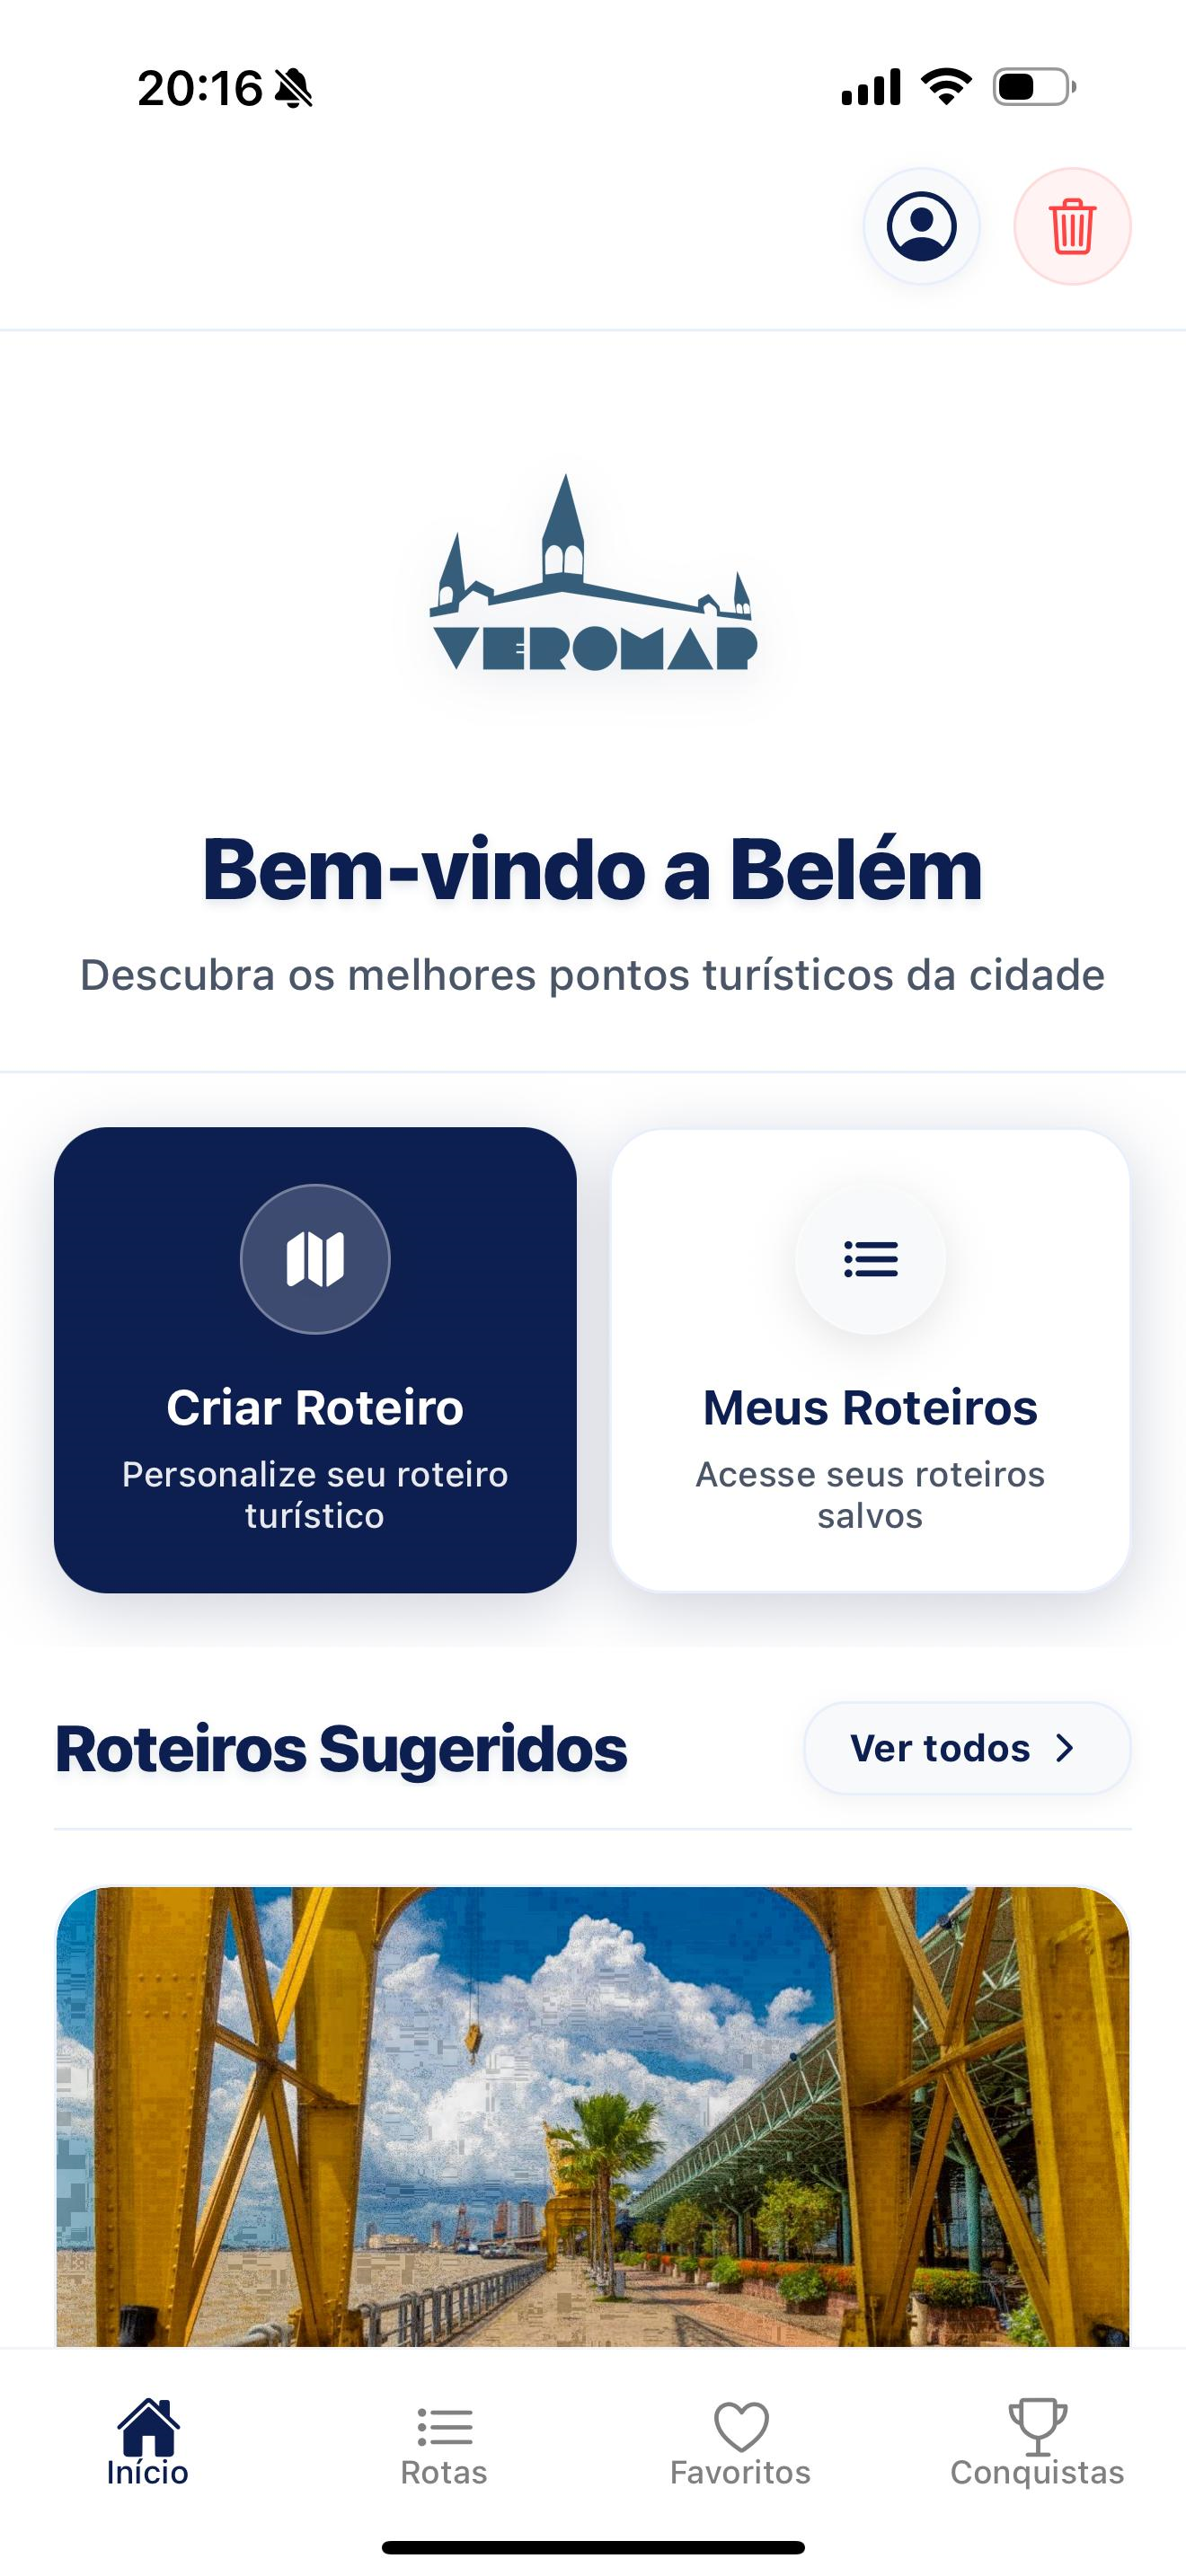 20:16
VEROMAP
Bem-vindo a Belém
Descubra os melhores pontos turísticos da cidade
Criar Roteiro
Personalize seu roteiro
turístico
Meus Roteiros
Acesse seus roteiros
salvos
Roteiros Sugeridos
Ver todos
Início
Rotas
Favoritos
Conquistas